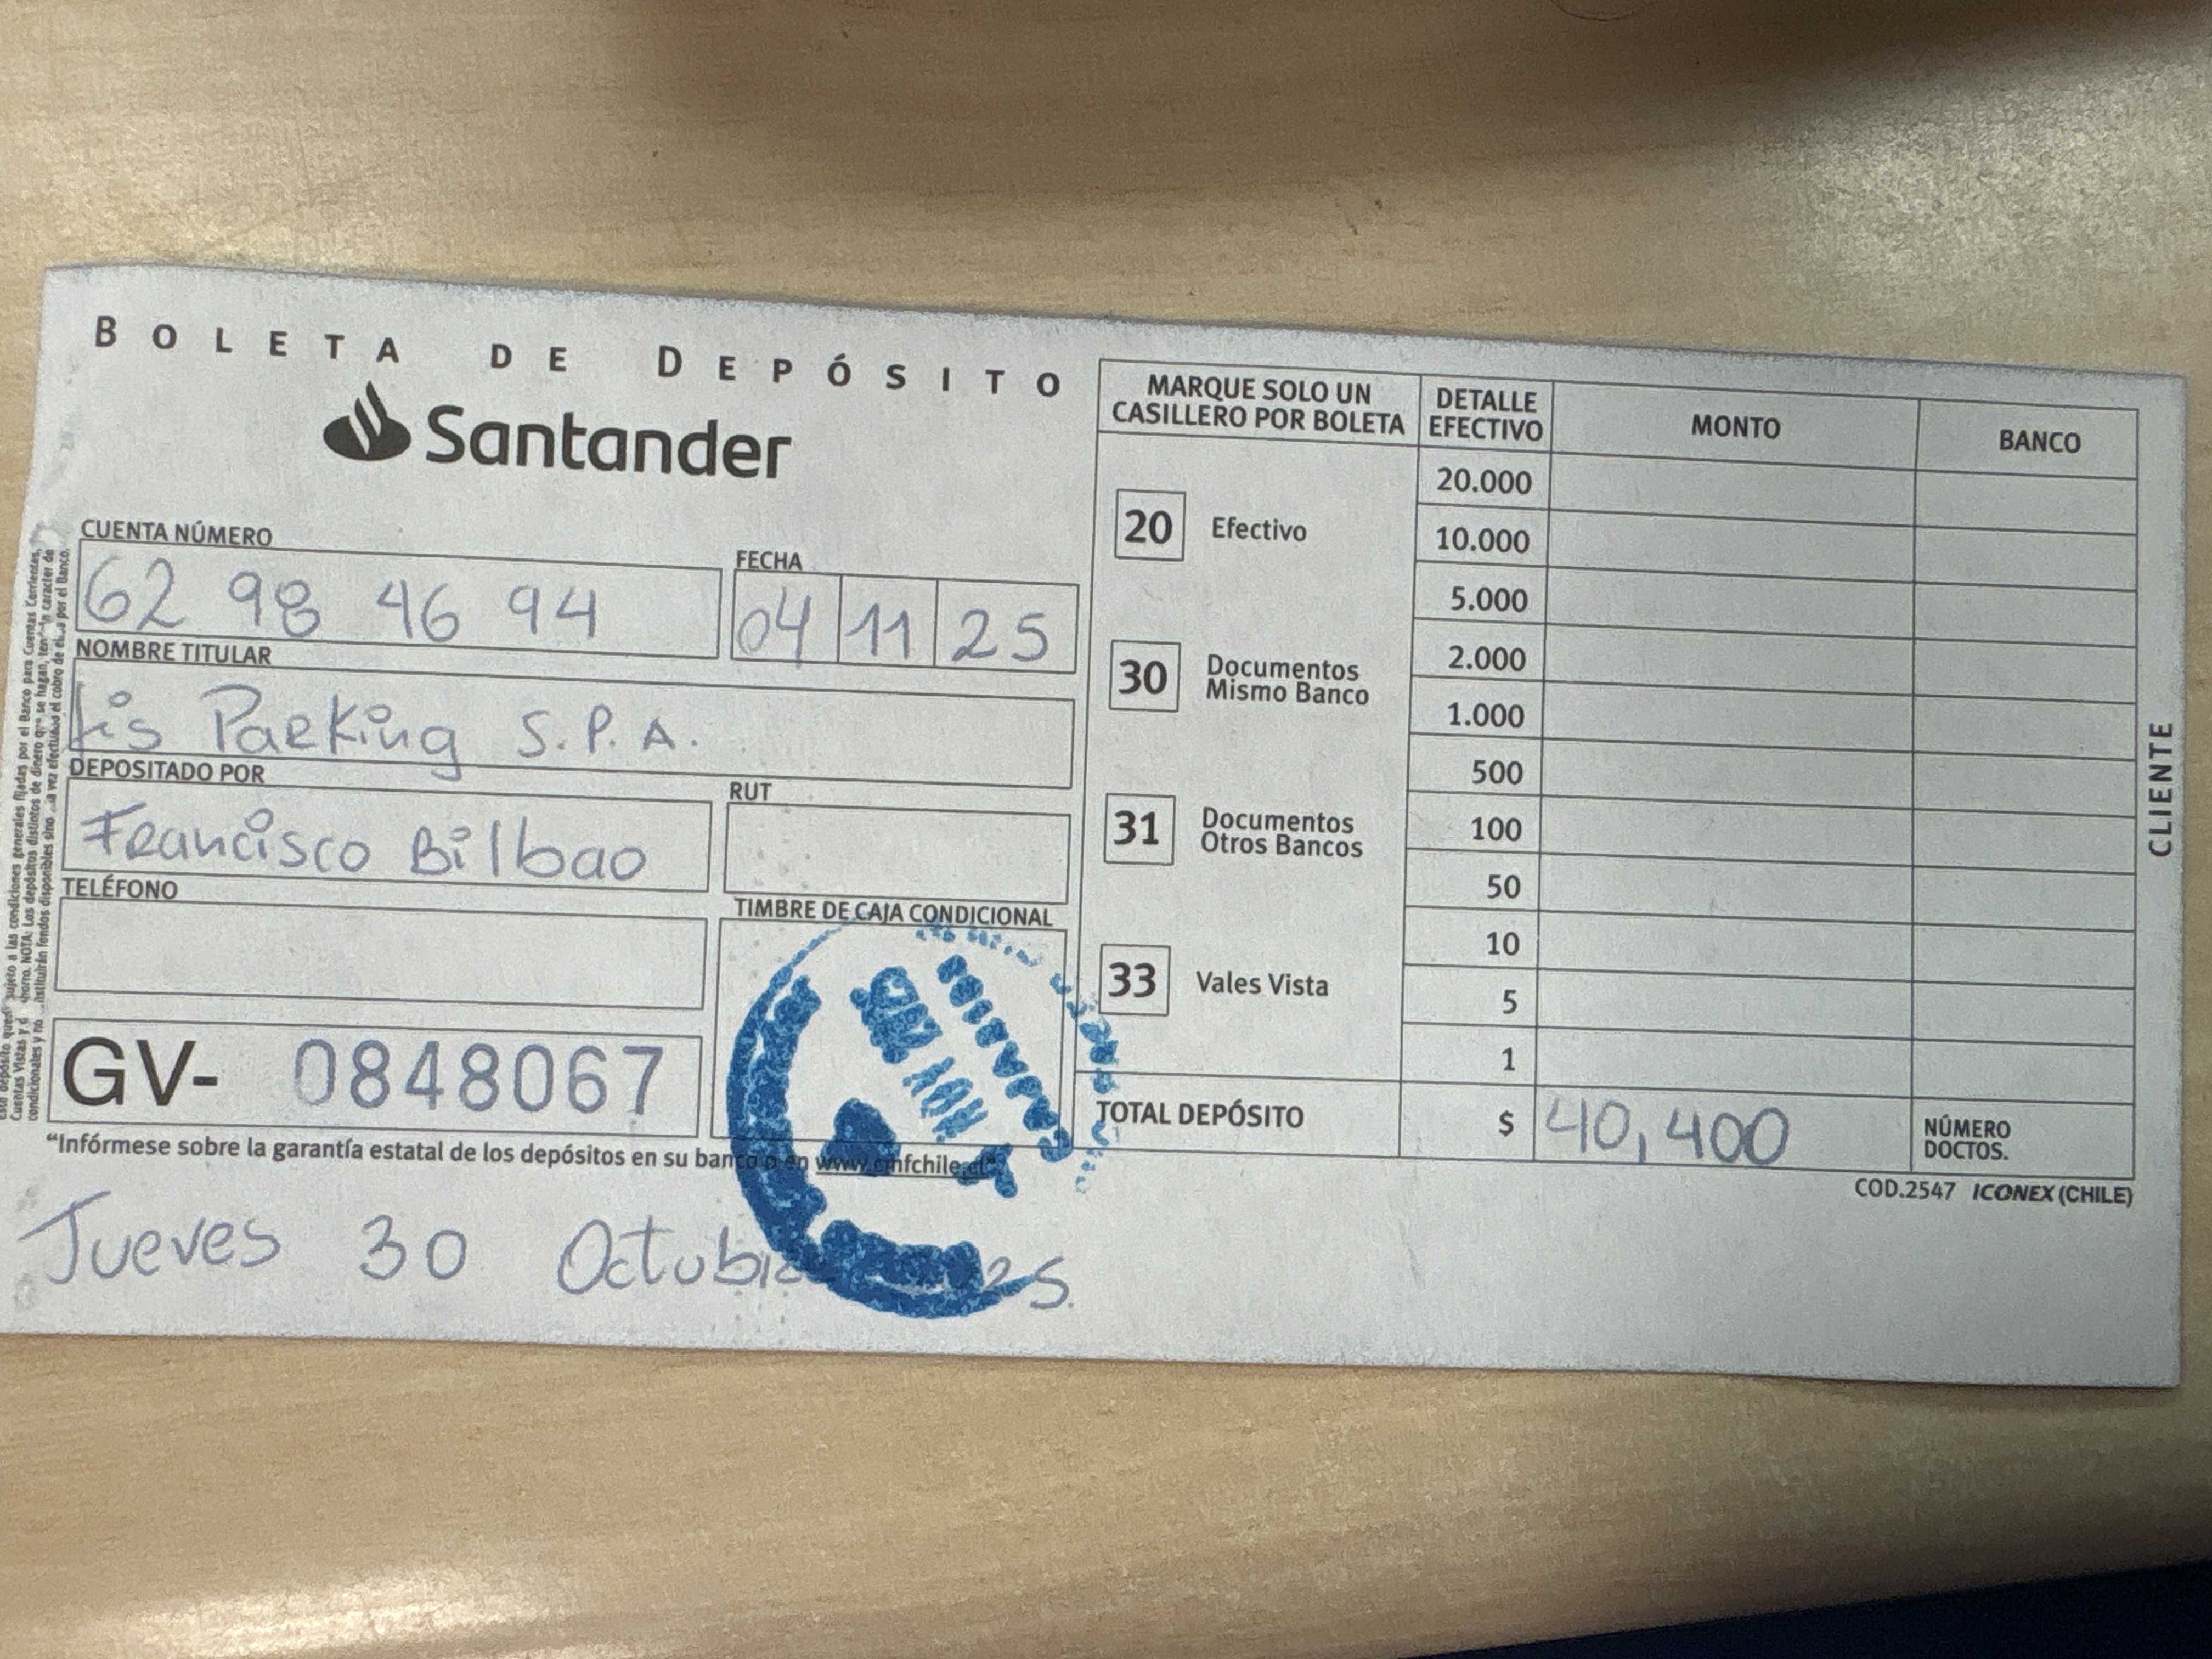 BOLETA DE DEPÓSITO
Santander
CUENTA NÚMERO
62 98 46 94
FECHA
04 11 25
NOMBRE TITULAR
Lis Parking S.P.A.
DEPOSITADO POR
Francisco Bilbao
RUT
TELÉFONO
TIMBRE DE CAJA CONDICIONAL
GV- 0848067
"Infórmese sobre la garantía estatal de los depósitos en su banco o en www.cmfchile.cl"
Jueves 30 Octubre
MARQUE SOLO UN
CASILLERO POR BOLETA
20 Efectivo
30 Documentos
Mismo Banco
31 Documentos
Otros Bancos
33 Vales Vista
DETALLE
EFECTIVO
MONTO
BANCO
20.000
10.000
5.000
2.000
1.000
500
100
50
10
5
1
TOTAL DEPÓSITO $ 40,400
NÚMERO
DOCTOS.
COD.2547 ICONEX (CHILE)
CLIENTE